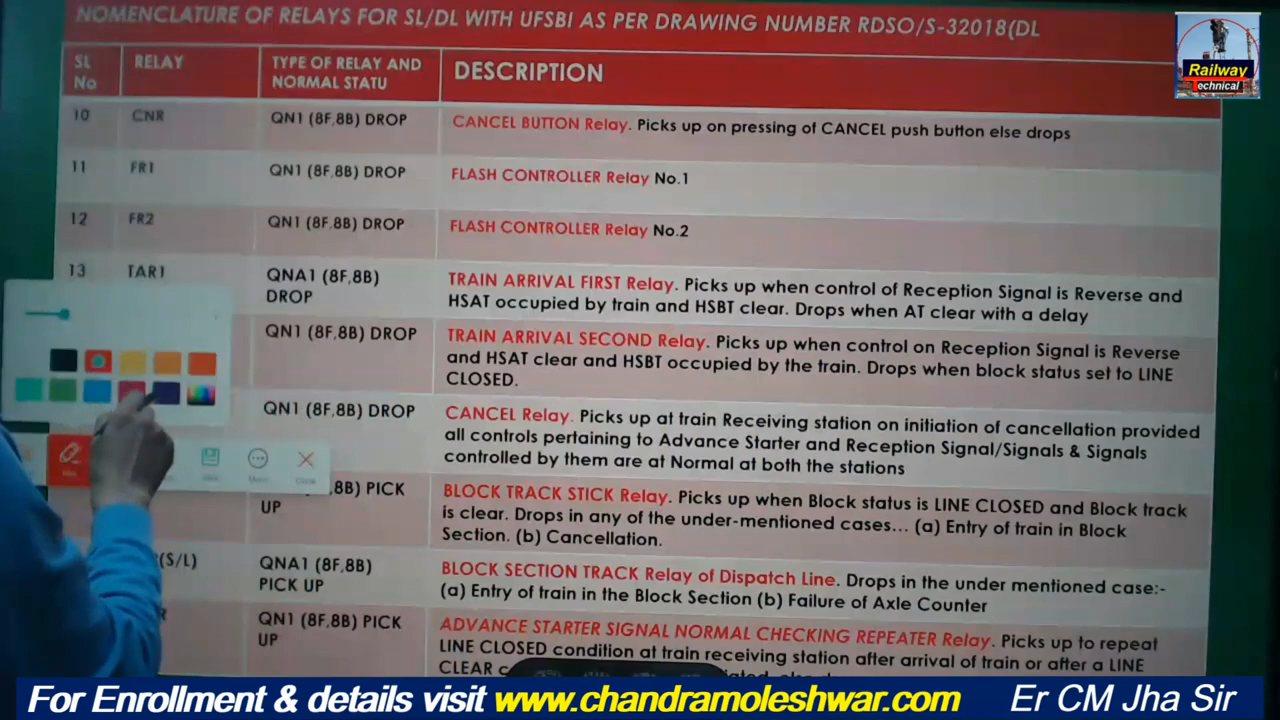 NOMENCLATURE OF RELAYS FOR SL/DL WITH UFSBI AS PER DRAWING NUMBER RDSO/S-32018(DL
Railway
Technical
SL No
RELAY
TYPE OF RELAY AND NORMAL STATU
DESCRIPTION
10
CNR
QN1 (8F,8B) DROP
CANCEL BUTTON Relay. Picks up on pressing of CANCEL push button else drops
11
FR1
QN1 (8F,8B) DROP
FLASH CONTROLLER Relay No.1
12
FR2
QN1 (8F,8B) DROP
FLASH CONTROLLER Relay No.2
13
TAR1
QNA1 (8F,8B)
DROP
TRAIN ARRIVAL FIRST Relay. Picks up when control of Reception Signal is Reverse and
HSAT occupied by train and HSBT clear. Drops when AT clear with a delay
QN1 (8F,8B) DROP
TRAIN ARRIVAL SECOND Relay. Picks up when control on Reception Signal is Reverse
and HSAT clear and HSBT occupied by the train. Drops when block status set to LINE
CLOSED.
QN1 (8F,8B) DROP
CANCEL Relay. Picks up at train Receiving station on initiation of cancellation provided
all controls pertaining to Advance Starter and Reception Signal/Signals & Signals
controlled by them are at Normal at both the stations
,8B) PICK
UP
BLOCK TRACK STICK Relay. Picks up when Block status is LINE CLOSED and Block track
is clear. Drops in any of the under-mentioned cases... (a) Entry of train in Block
Section. (b) Cancellation.
(S/L)
QNA1 (8F,8B)
PICK UP
BLOCK SECTION TRACK Relay of Dispatch Line. Drops in the under mentioned case:-
(a) Entry of train in the Block Section (b) Failure of Axle Counter
R
QN1 (8F,8B) PICK
UP
ADVANCE STARTER SIGNAL NORMAL CHECKING REPEATER Relay. Picks up to repeat
LINE CLOSED condition at train receiving station after arrival of train or after a LINE
CLEAR
For Enrollment & details visit www.chandramoleshwar.com Er CM Jha Sir